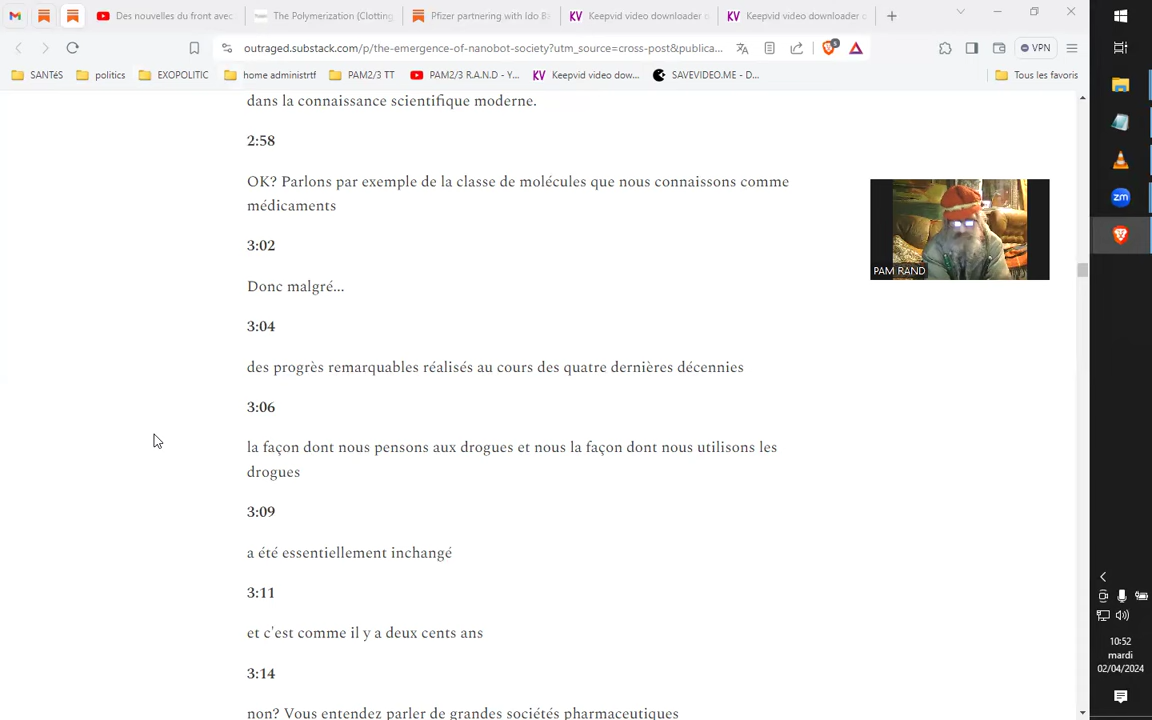 Des nouvelles du front avec
The Polymerization (Clotting
Pfizer partnering with Ido B
Keepvid video downloader
Keepvid video downloader
outraged.substack.com/p/the-emergence-of-nanobot-society?utm_source=cross-post&publica...
5
VPN
SANTéS
politics
EXOPOLITIC
home administrtf
PAM2/3 TT
PAM2/3 R.A.N.D - Y...
KV Keepvid video dow...
SAVEVIDEO.ME - D...
Tous les favoris
dans la connaissance scientifique moderne.
2:58
OK? Parlons par exemple de la classe de molécules que nous connaissons comme
médicaments
3:02
Donc malgré...
3:04
des progrès remarquables réalisés au cours des quatre dernières décennies
3:06
la façon dont nous pensons aux drogues et nous la façon dont nous utilisons les
drogues
3:09
a été essentiellement inchangé
3:11
et c'est comme il y a deux cents ans
3:14
non? Vous entendez parler de grandes sociétés pharmaceutiques
PAM RAND
zm
10:52
mardi
02/04/2024